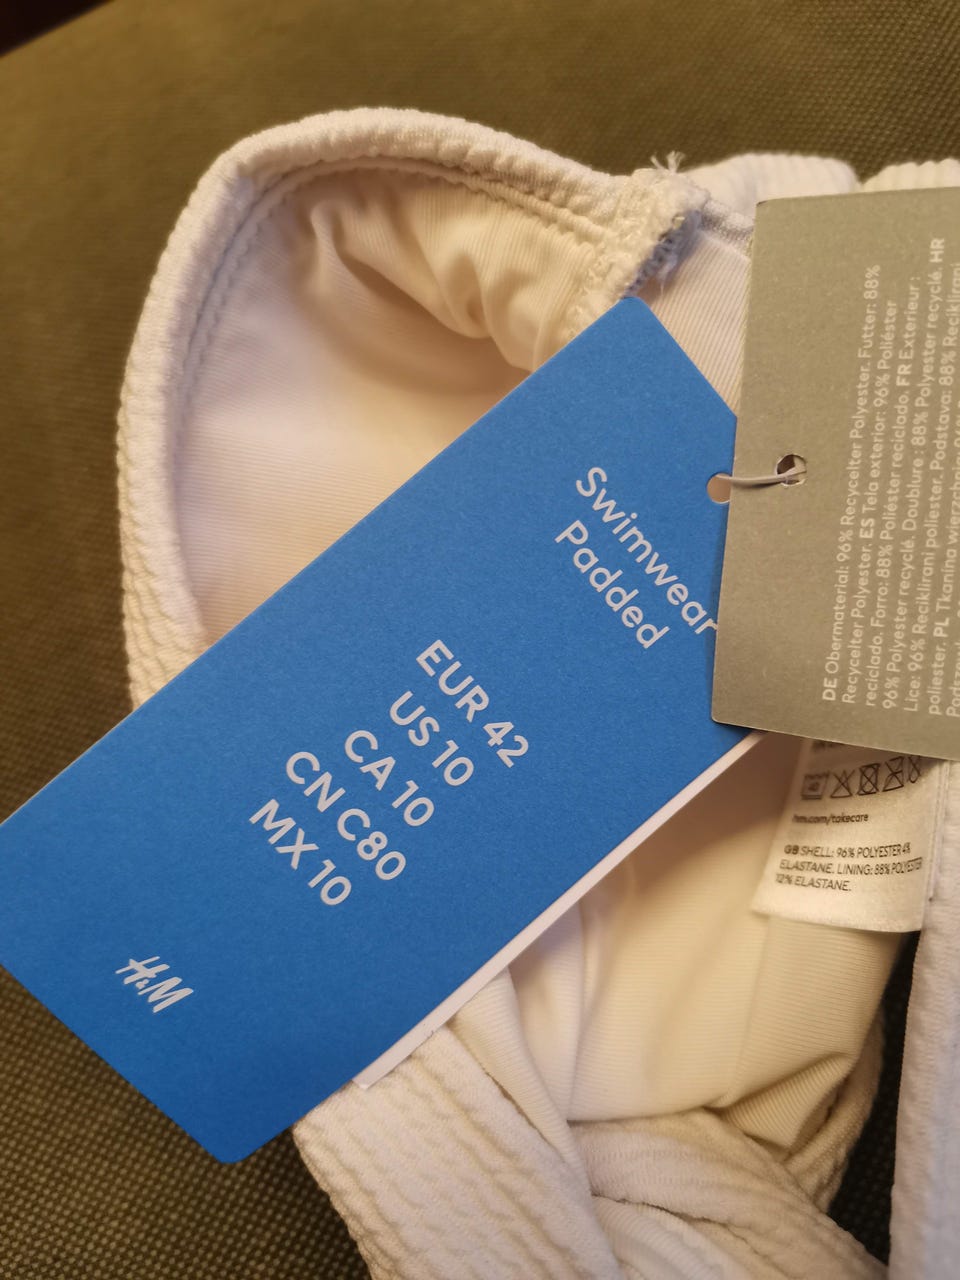 Swimwear
Padded
EUR 42
US 10
CA 10
CN C80
MX 10
H&M
DE Obermaterial: 96% Recycelter Polyester. Futter: 88%
Recycelter Polyester. ES Tela exterior: 96% Poliéster
reciclado. Forro: 88% Poliéster reciclado. FR Exterieur :
96% Polyester recyclé. Doublure : 88% Polyester recyclé. HR
Lice: 96% Reciklirani poliester. Podstava: 88% Reciklirani
poliester. PL Tkanina
hm.com/takecare
GB SHELL: 96% POLYESTER 4%
ELASTANE. LINING: 88% POLYESTER
12% ELASTANE.